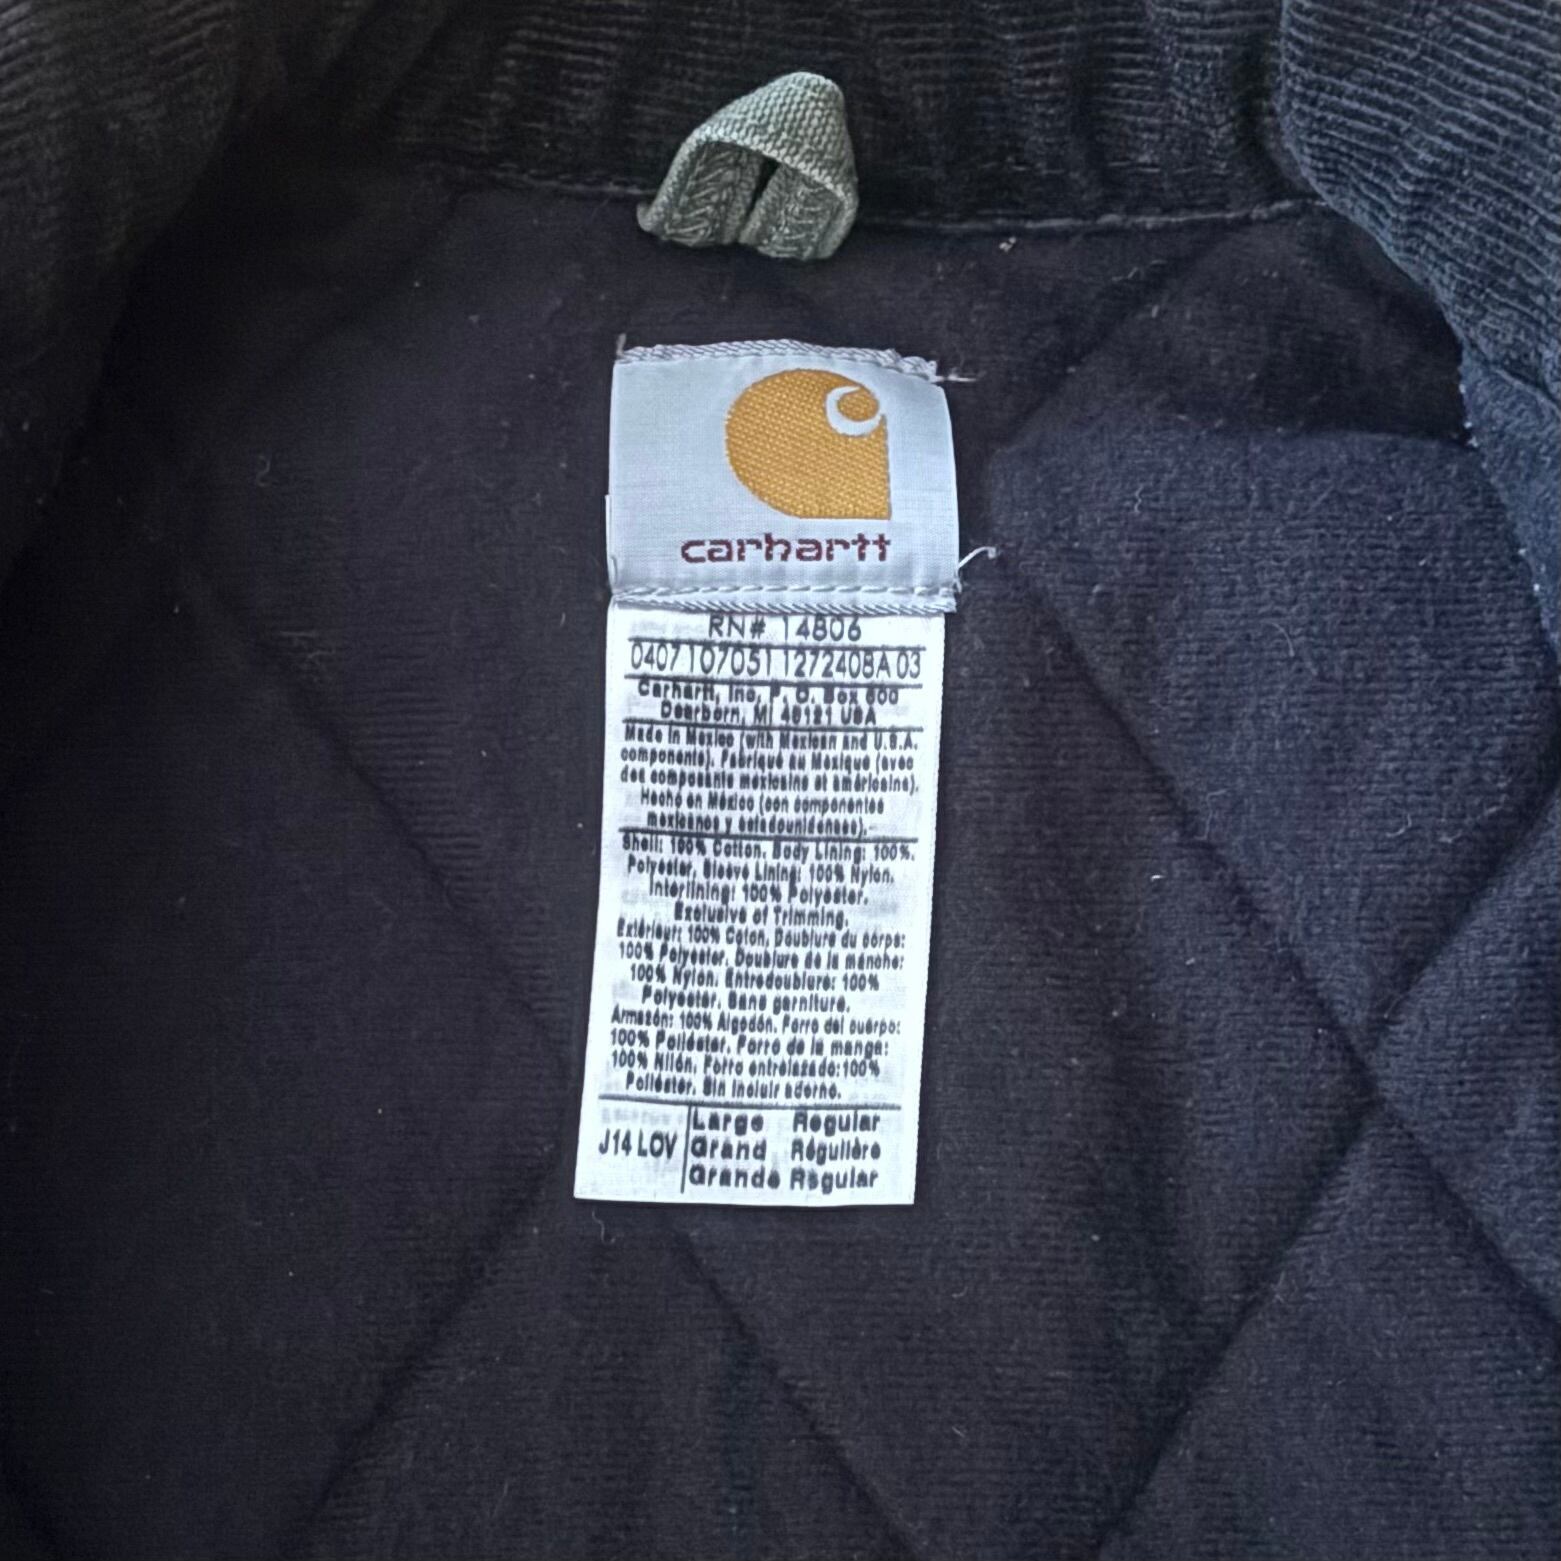 carhartt
RN# 14806
0407 107051 1272408A 03
Carhartt, Inc, P. O. Box 600
Dearborn, MI 48121 USA
Made in Mexico (with Mexican and U.S.A.
components). Fabriqué au Mexique (avec
des composants mexicains et américains).
Hecho en México (con componentes
mexicanos y estadounidenses).
Shell: 100% Cotton. Body Lining: 100%.
Polyester, Sleeve Lining: 100% Nylon.
Interlining: 100% Polyester.
Exclusive of Trimming.
Extérieur: 100% Coton. Doublure du corps:
100% Polyester. Doublure de la manche:
100% Nylon. Entredoublure: 100%
Polyester. Sans garniture.
Armazón: 100% Algodón. Forro del cuerpo:
100% Poliéster. Forro de la manga:
100% Nilón. Forro entrelazado:100%
Poliéster. Sin incluir adorno.
J14 LOV
Large Regular
Grand Régulière
Grande Regular